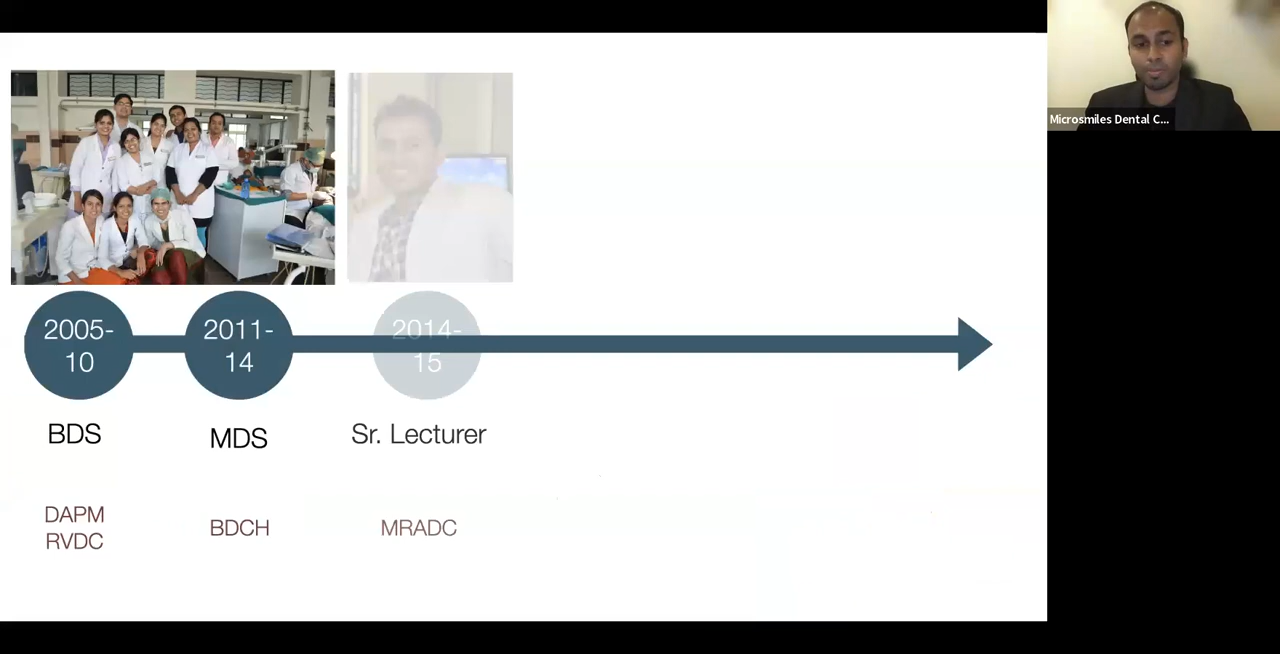 2005-
10
2011-
14
2014-
15
BDS
MDS
Sr. Lecturer
DAPM
RVDC
BDCH
MRADC
Microsmiles Dental C...